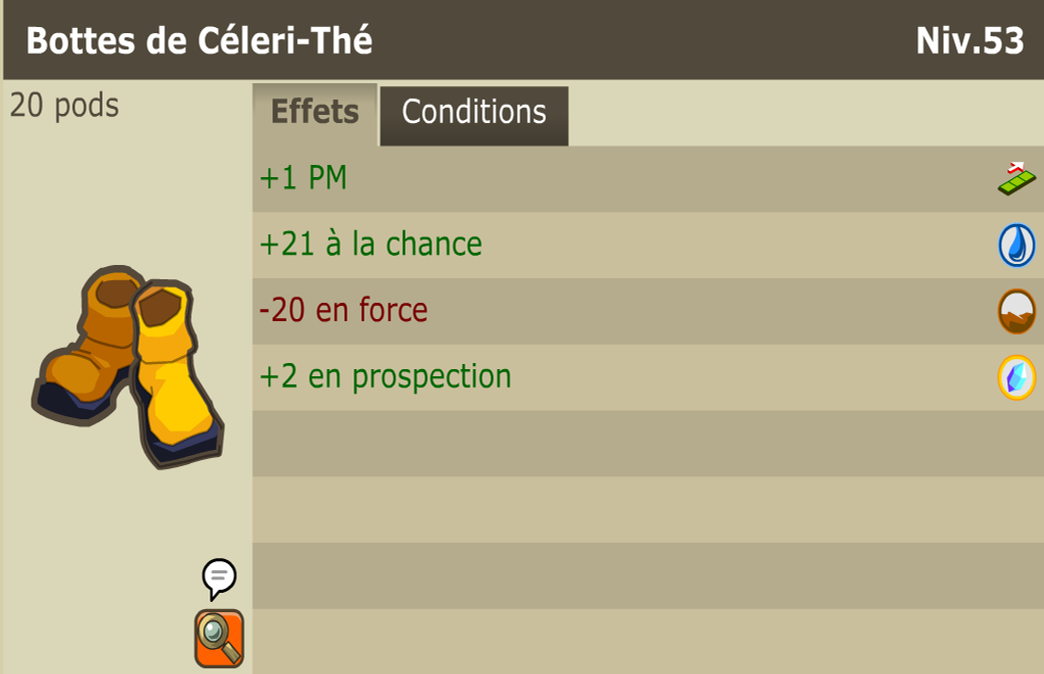 Bottes de Céleri-Thé
Niv.53
20 pods
Effets
Conditions
+1 PM
+21 à la chance
-20 en force
+2 en prospection